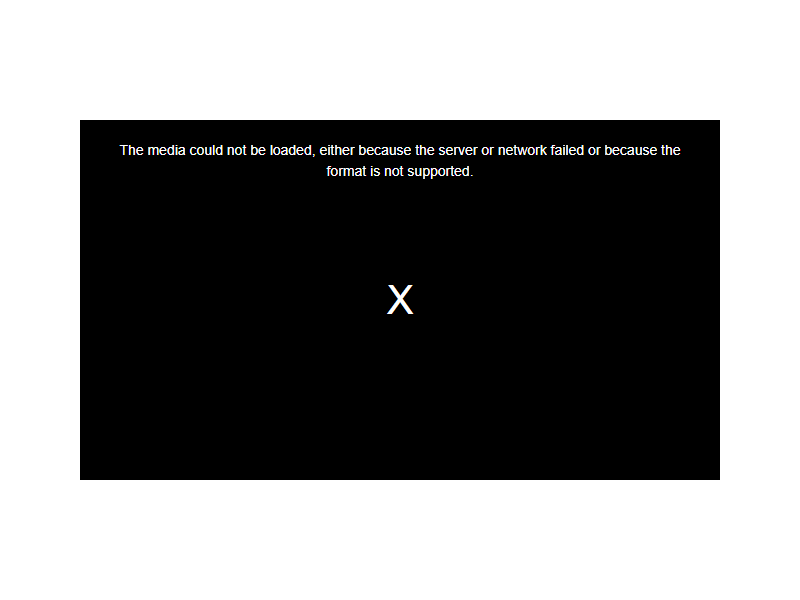 The media could not be loaded, either because the server or network failed or because the
format is not supported.
X